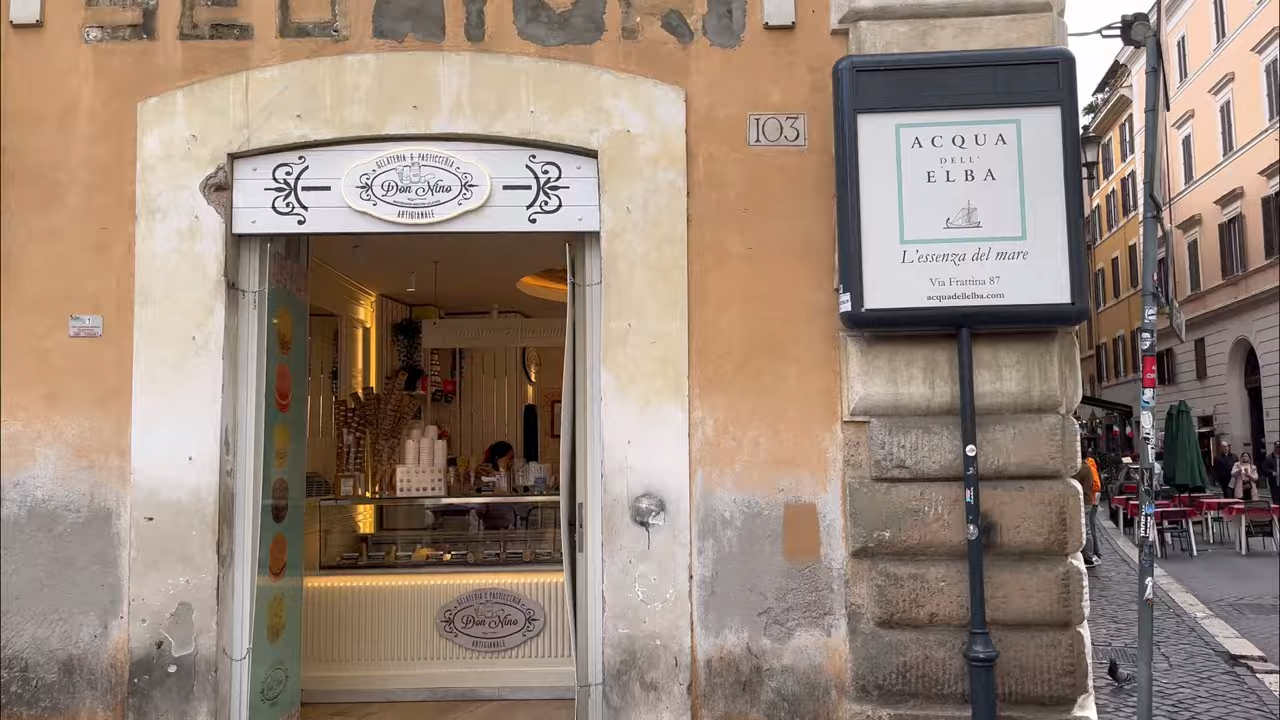 GELATERIA & PASTICCERIA
Don Nino
ARTIGIANALE
103
ACQUA
DELL'
ELBA
L'essenza del mare
Via Frattina 87
acquadellelba.com
GELATERIA & PASTICCERIA
Don Nino
ARTIGIANALE